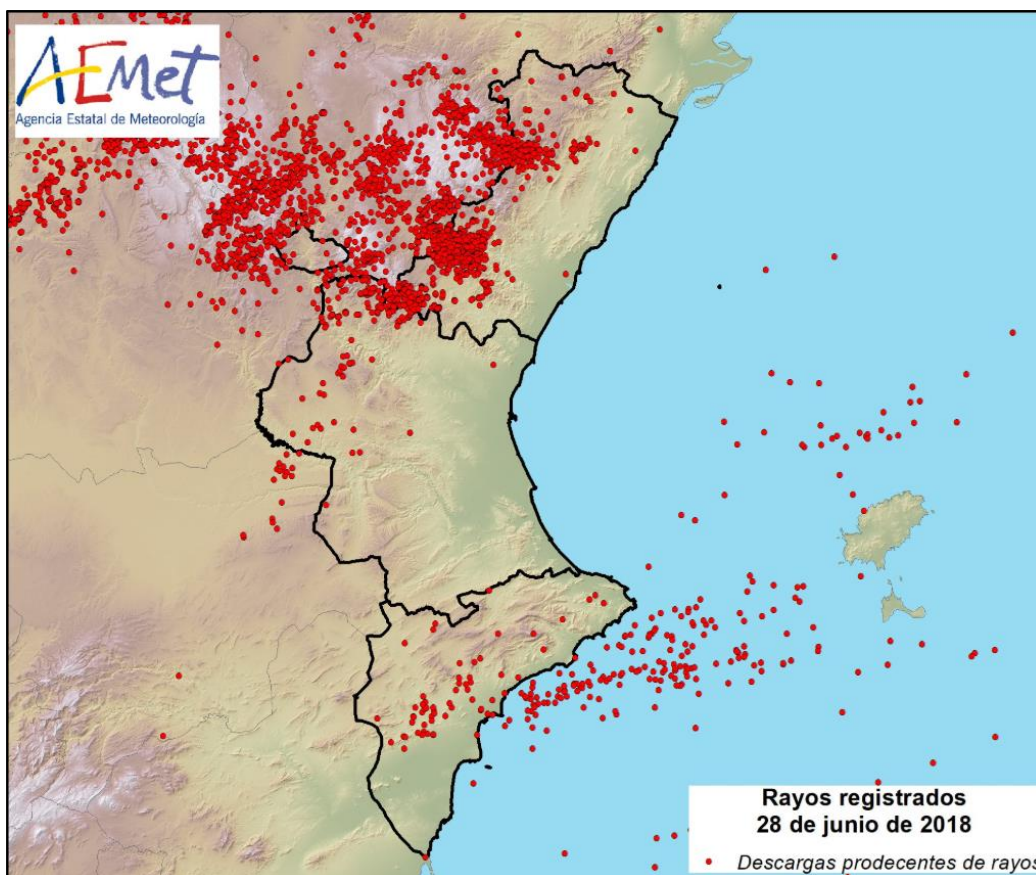 AEMet
Agencia Estatal de Meteorología
Rayos registrados
28 de junio de 2018
Descargas prodecentes de rayos